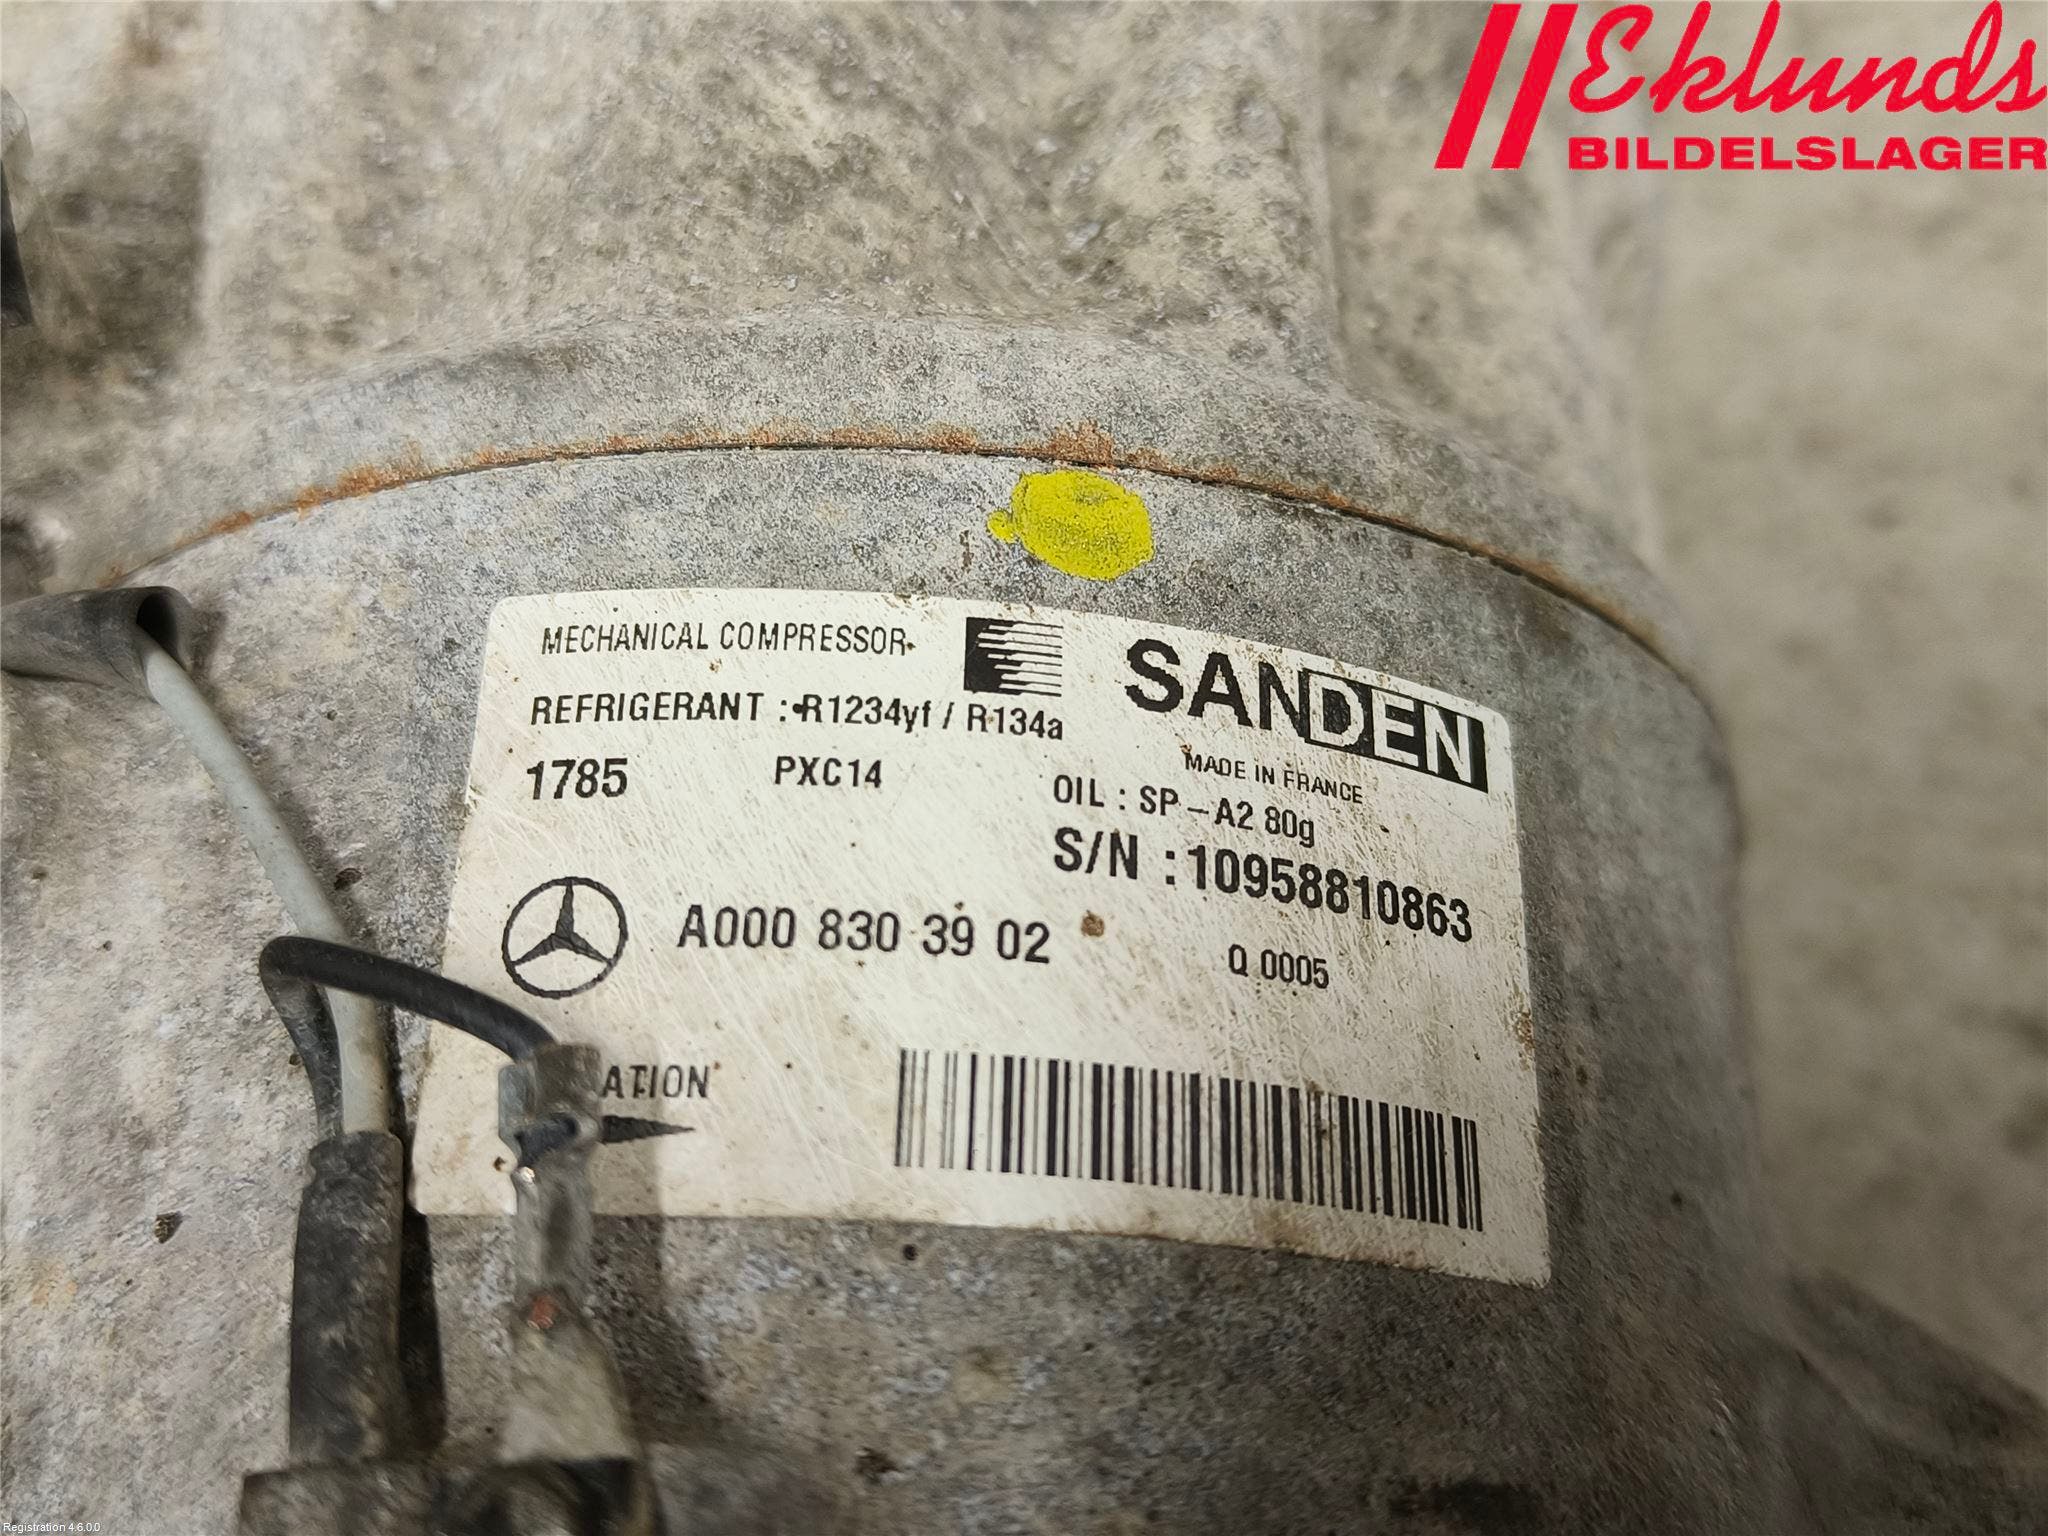 Eklunds
BILDELSLAGER
MECHANICAL COMPRESSOR
SANDEN
REFRIGERANT : R1234yf / R134a
MADE IN FRANCE
1785 PXC14
OIL : SP-A2 80g
S/N : 10958810863
A000 830 39 02
Q 0005
ATION
Registration 4.6.0.0